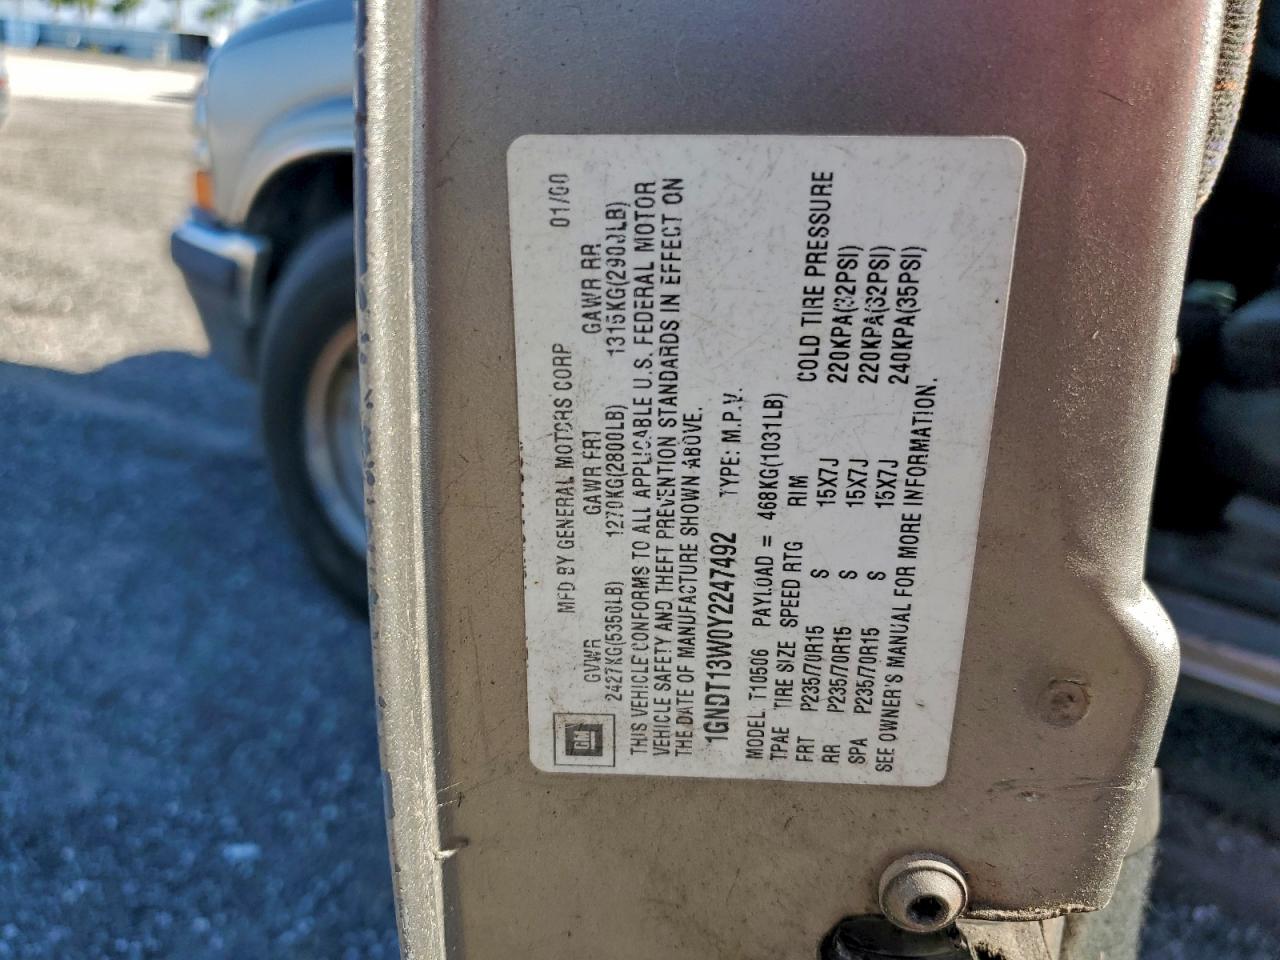 MFD BY GENERAL MOTORS CORP 01/00
GVWR GAWR FRT GAWR RR
2427KG(5350LB) 1270KG(2800LB) 1315KG(2900LB)
THIS VEHICLE CONFORMS TO ALL APPLICABLE U.S. FEDERAL MOTOR
VEHICLE SAFETY AND THEFT PREVENTION STANDARDS IN EFFECT ON
THE DATE OF MANUFACTURE SHOWN ABOVE.
1GNDT13W0Y2247492 TYPE: M.P.V.
MODEL T10506 PAYLOAD = 468KG(1031LB)
TPAE TIRE SIZE SPEED RTG RIM COLD TIRE PRESSURE
FRT P235/70R15 S 15X7J 220KPA(32PSI)
RR P235/70R15 S 15X7J 220KPA(32PSI)
SPA P235/70R15 S 15X7J 240KPA(35PSI)
SEE OWNER'S MANUAL FOR MORE INFORMATION.
GM